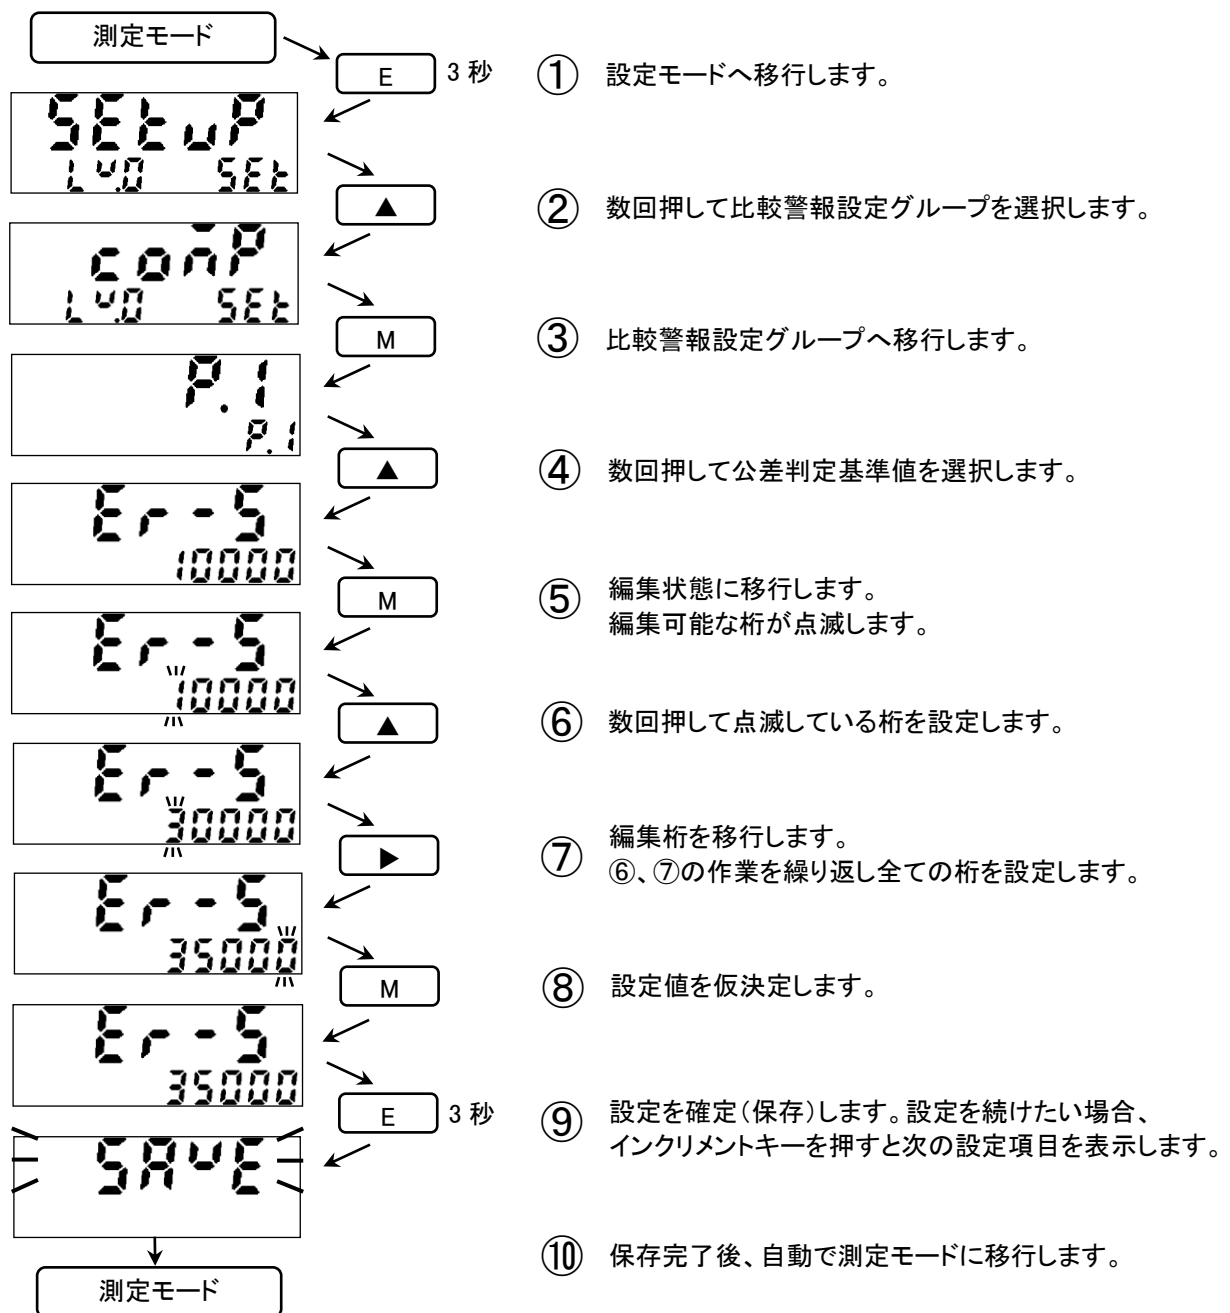 測定モード
E 3 秒 ① 設定モードへ移行します。
SEtuP
Lv.0 SEt
▲ ② 数回押して比較警報設定グループを選択します。
comP
Lv.0 SEt
M ③ 比較警報設定グループへ移行します。
P.1
P.1
▲ ④ 数回押して公差判定基準値を選択します。
Er-S
10000
M ⑤ 編集状態に移行します。
編集可能な桁が点滅します。
Er-S
10000
▲ ⑥ 数回押して点滅している桁を設定します。
Er-S
30000
▶ ⑦ 編集桁を移行します。
⑥、⑦の作業を繰り返し全ての桁を設定します。
Er-S
35000
M ⑧ 設定値を仮決定します。
Er-S
35000
E 3 秒 ⑨ 設定を確定(保存)します。設定を続けたい場合、
インクリメントキーを押すと次の設定項目を表示します。
SAvE
⑩ 保存完了後、自動で測定モードに移行します。
測定モード